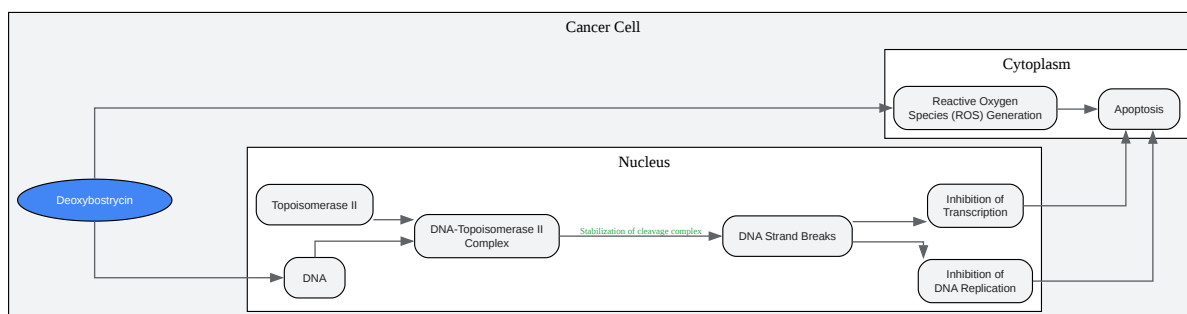 Cancer Cell
Cytoplasm
Reactive Oxygen
Species (ROS) Generation
Apoptosis
Nucleus
Deoxybostrycin
Topoisomerase II
DNA-Topoisomerase II
Complex
Stabilization of cleavage complex
DNA Strand Breaks
Inhibition of
Transcription
DNA
Inhibition of
DNA Replication